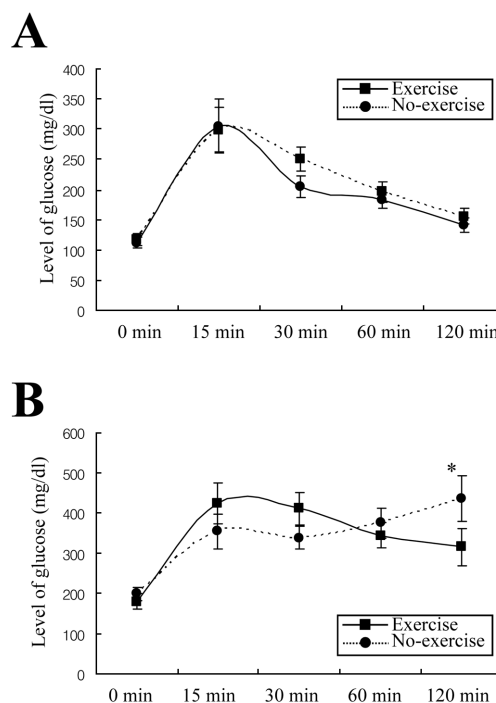 A
Level of glucose (mg/dl)
400
350
300
250
200
150
100
50
0
Exercise
No-exercise
0 min 15 min 30 min 60 min 120 min
B
Level of glucose (mg/dl)
600
500
400
300
200
100
0
*
Exercise
No-exercise
0 min 15 min 30 min 60 min 120 min